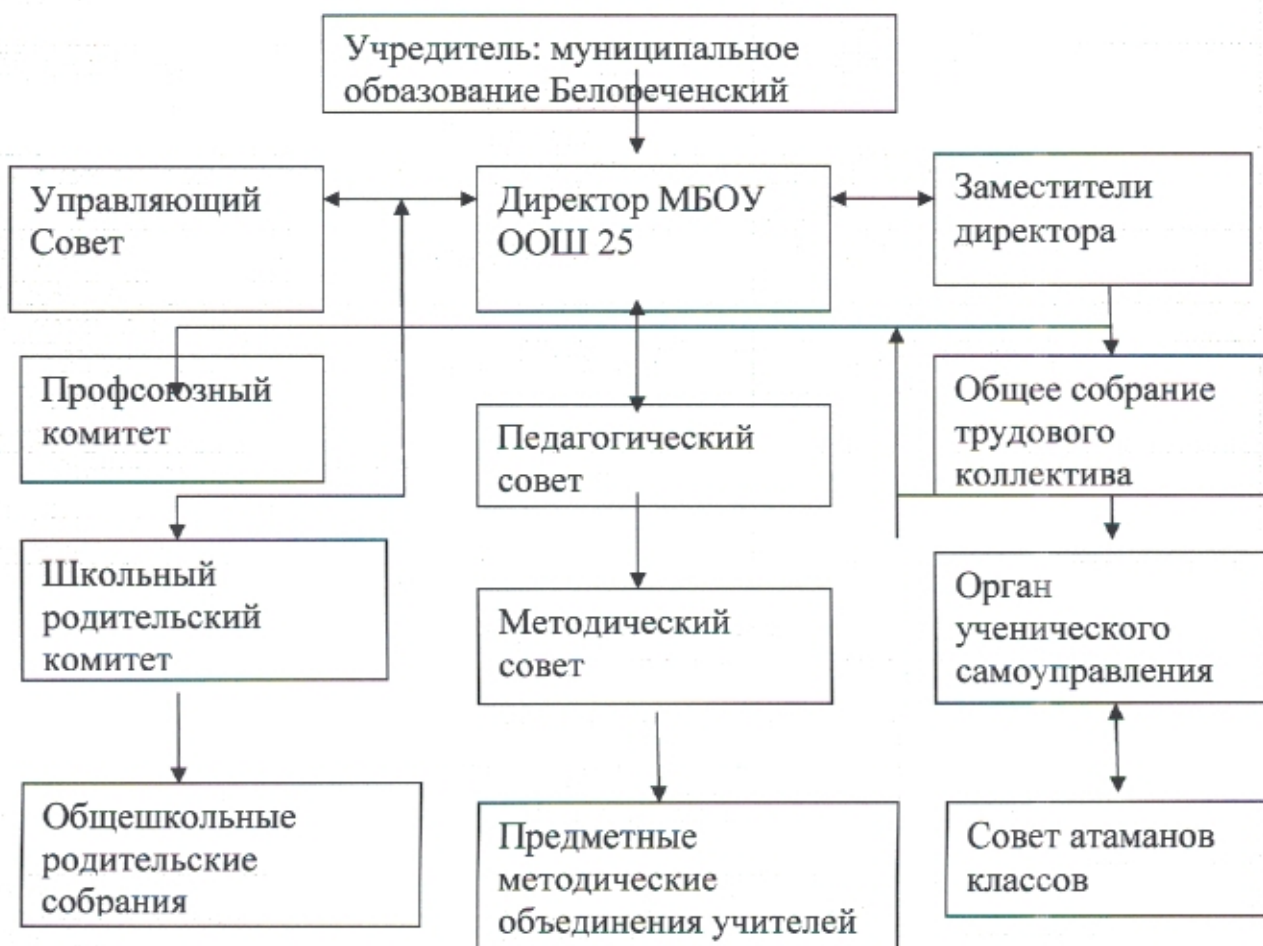 Учредитель: муниципальное
образование Белореченский
Управляющий
Совет
Директор МБОУ
ООШ 25
Заместители
директора
Профсоюзный
комитет
Педагогический
совет
Общее собрание
трудового
коллектива
Школьный
родительский
комитет
Методический
совет
Орган
ученического
самоуправления
Общешкольные
родительские
собрания
Предметные
методические
объединения учителей
Совет атаманов
классов